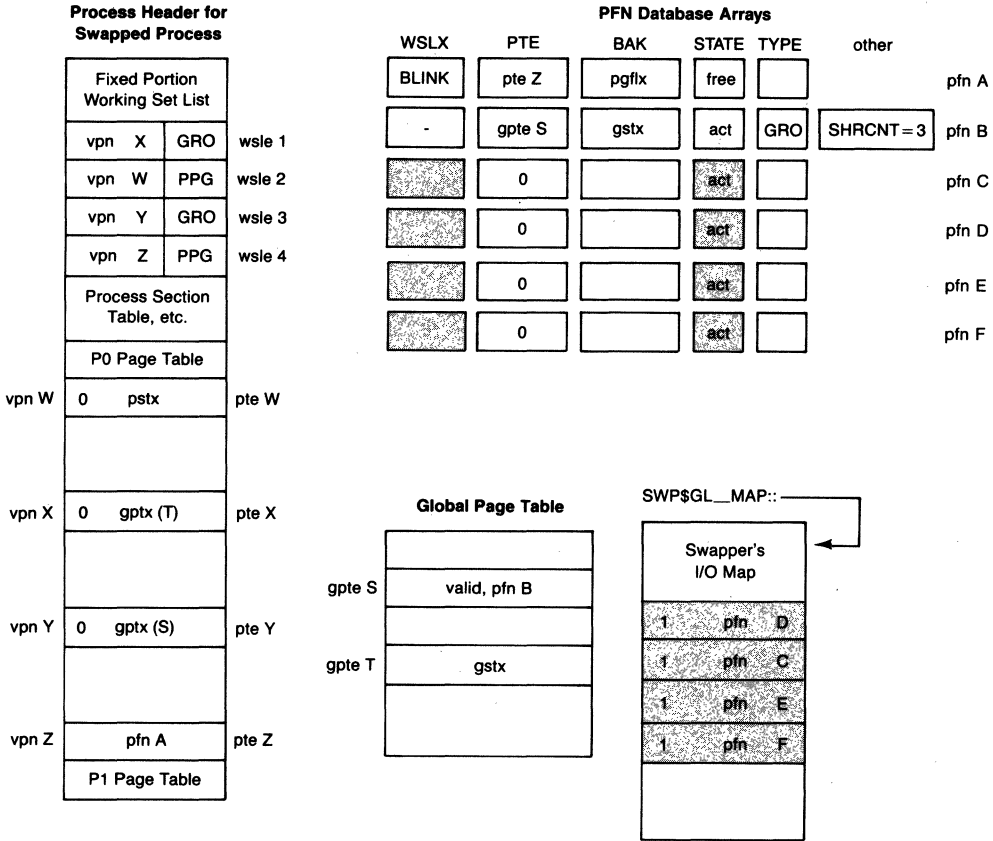 Process Header for
Swapped Process
Fixed Portion
Working Set List
vpn X GRO wsle 1
vpn W PPG wsle 2
vpn Y GRO wsle 3
vpn Z PPG wsle 4
Process Section
Table, etc.
P0 Page Table
vpn W 0 pstx pte W
vpn X 0 gptx (T) pte X
vpn Y 0 gptx (S) pte Y
vpn Z pfn A pte Z
P1 Page Table
PFN Database Arrays
WSLX PTE BAK STATE TYPE other
BLINK pte Z pgflx free pfn A
- gpte S gstx act GRO SHRCNT = 3 pfn B
0 act pfn C
0 act pfn D
0 act pfn E
0 act pfn F
Global Page Table
gpte S valid, pfn B
gpte T gstx
SWP$GL__MAP::
Swapper's
I/O Map
1 pfn D
1 pfn C
1 pfn E
1 pfn F